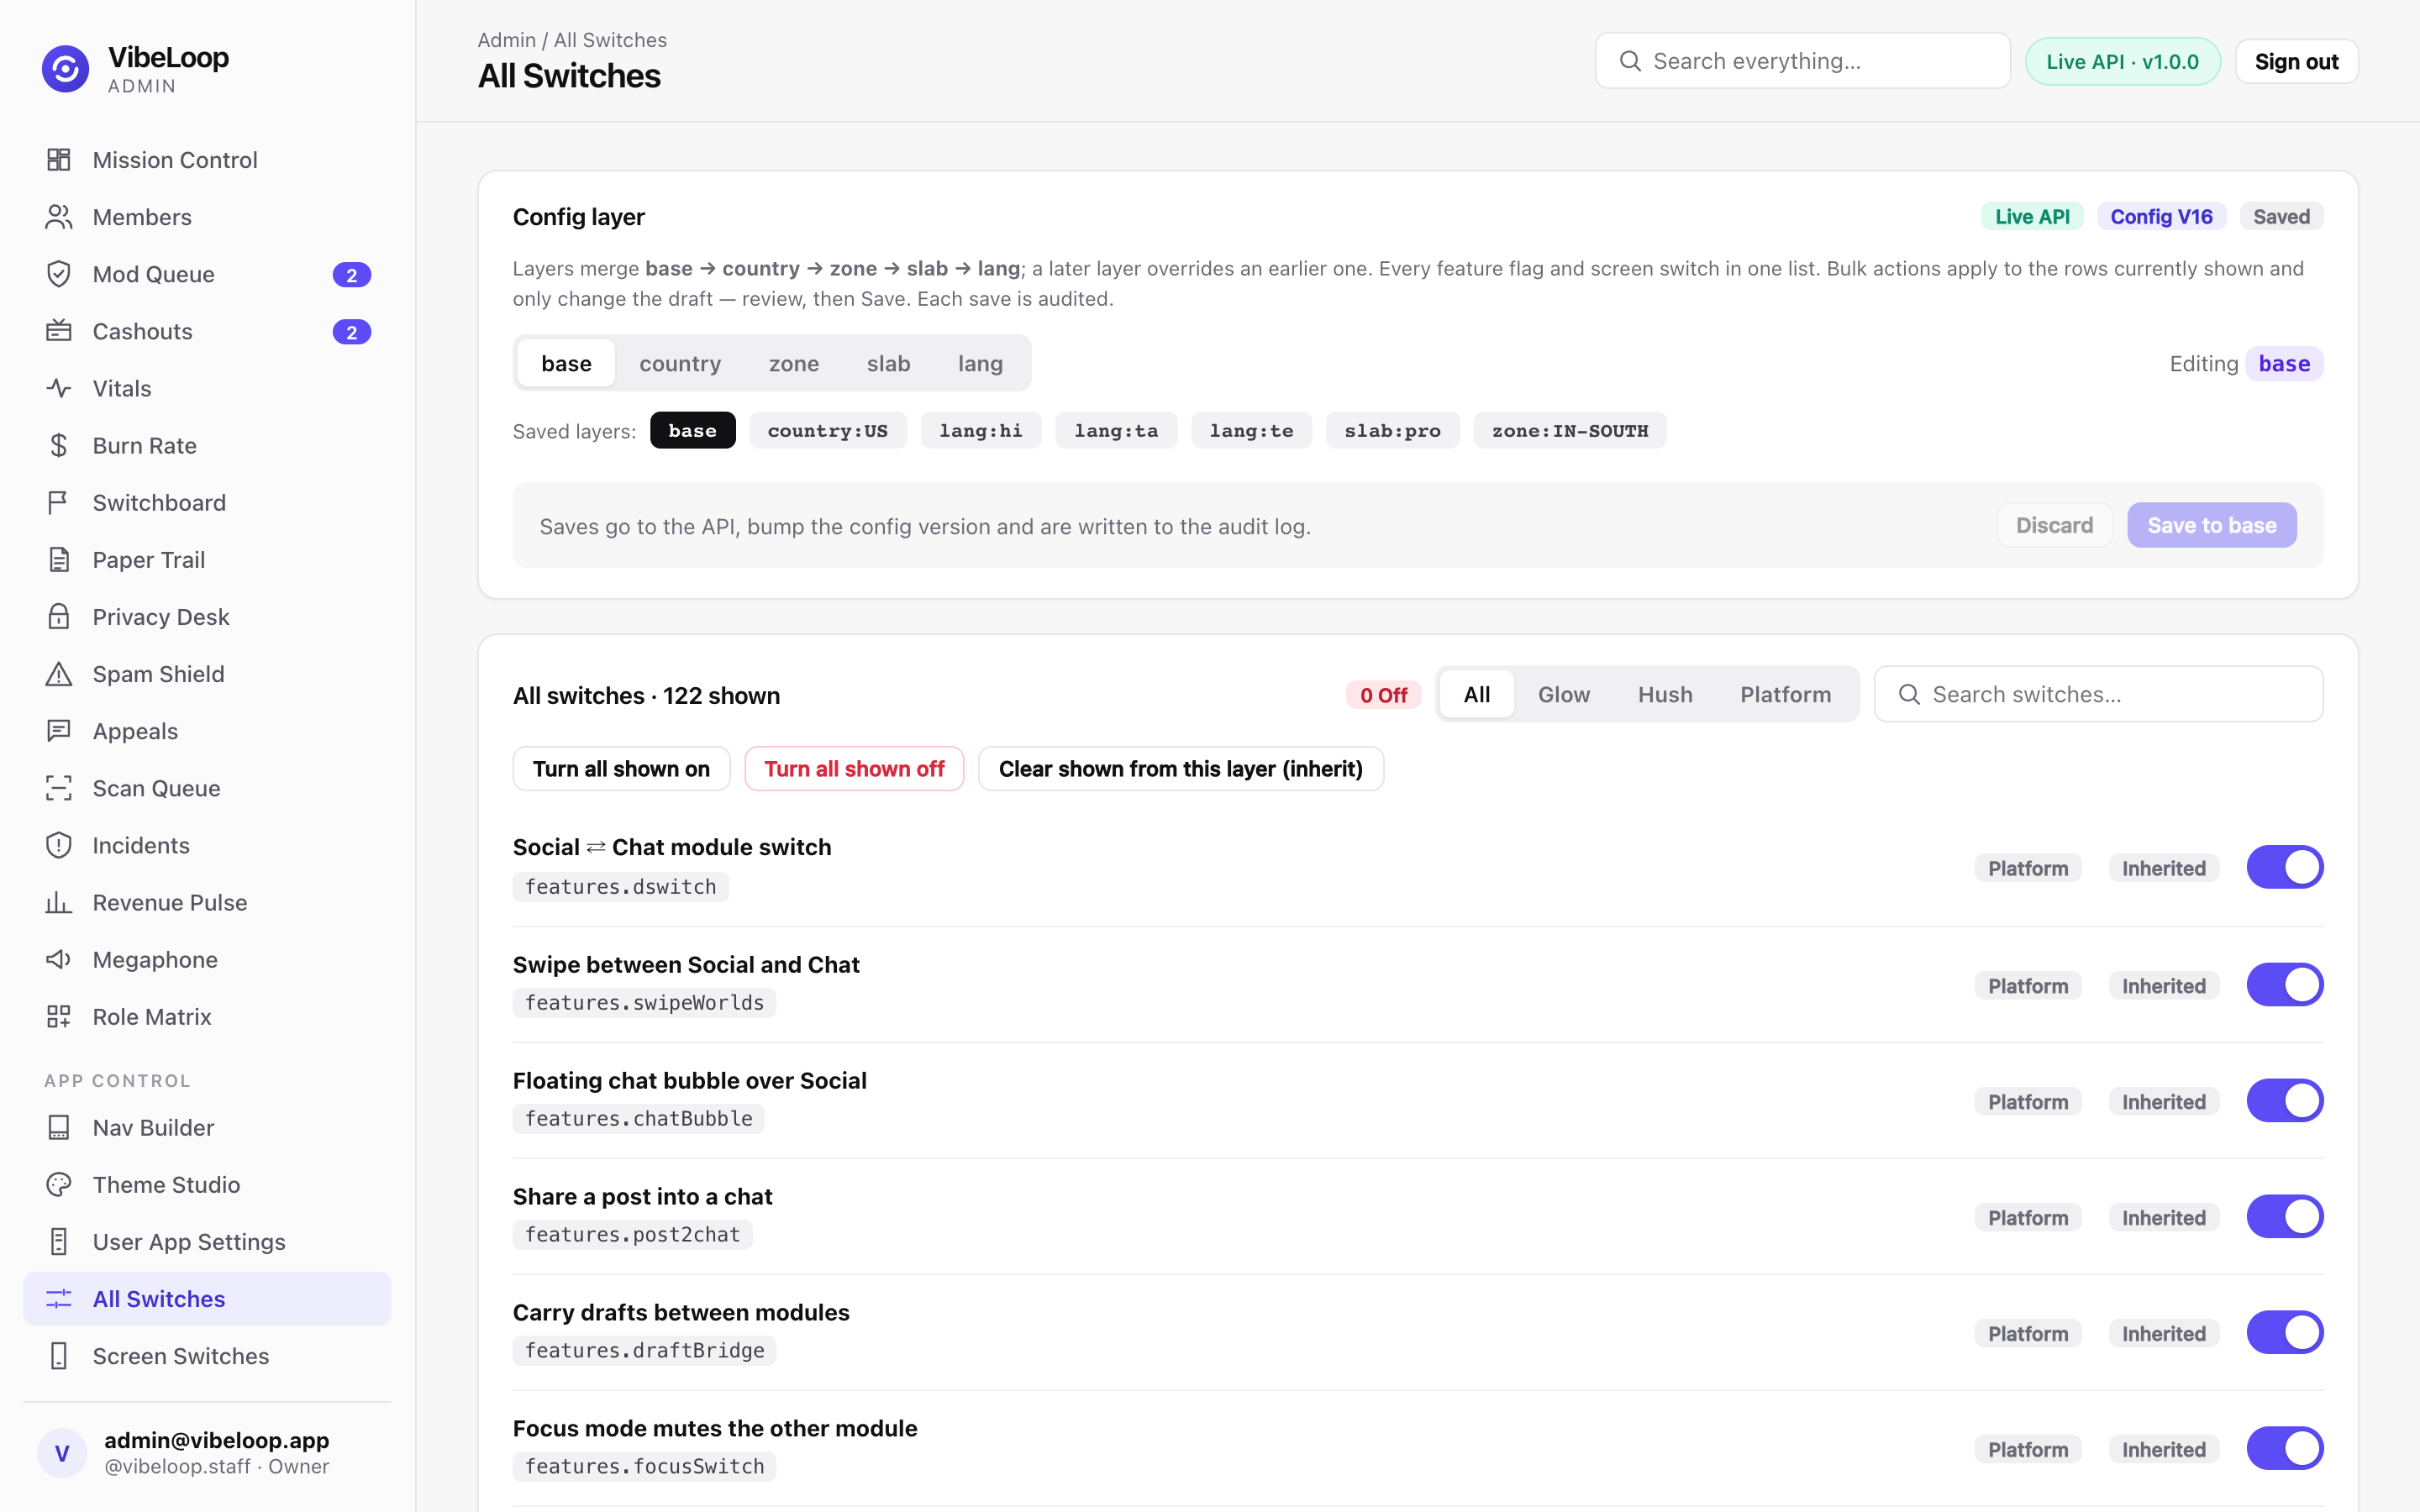 VibeLoop
ADMIN
Mission Control
Members
Mod Queue 2
Cashouts 2
Vitals
Burn Rate
Switchboard
Paper Trail
Privacy Desk
Spam Shield
Appeals
Scan Queue
Incidents
Revenue Pulse
Megaphone
Role Matrix
APP CONTROL
Nav Builder
Theme Studio
User App Settings
All Switches
Screen Switches
V
admin@vibeloop.app
@vibeloop.staff · Owner
Admin / All Switches
All Switches
Search everything...
Live API · v1.0.0
Sign out
Config layer
Live API
Config V16
Saved
Layers merge base → country → zone → slab → lang; a later layer overrides an earlier one. Every feature flag and screen switch in one list. Bulk actions apply to the rows currently shown and
only change the draft — review, then Save. Each save is audited.
base country zone slab lang
Editing base
Saved layers: base country:US lang:hi lang:ta lang:te slab:pro zone:IN-SOUTH
Saves go to the API, bump the config version and are written to the audit log.
Discard
Save to base
All switches · 122 shown
0 Off
All Glow Hush Platform
Search switches...
Turn all shown on
Turn all shown off
Clear shown from this layer (inherit)
Social ⇄ Chat module switch
features.dswitch
Platform Inherited
Swipe between Social and Chat
features.swipeWorlds
Platform Inherited
Floating chat bubble over Social
features.chatBubble
Platform Inherited
Share a post into a chat
features.post2chat
Platform Inherited
Carry drafts between modules
features.draftBridge
Platform Inherited
Focus mode mutes the other module
features.focusSwitch
Platform Inherited